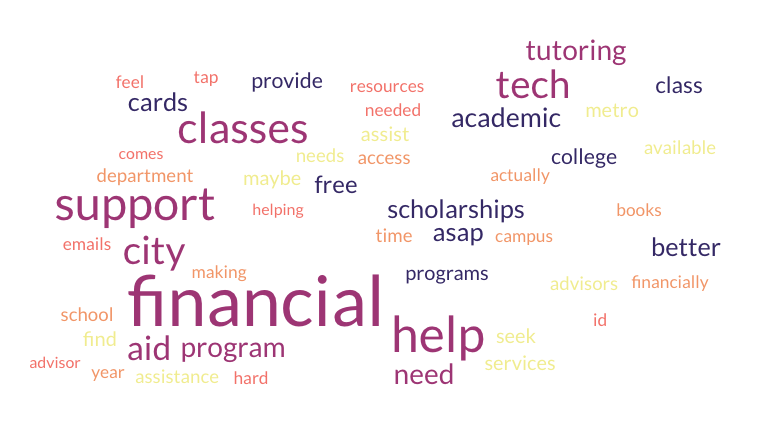 tutoring
feel tap provide resources tech class
cards needed academic metro
classes assist available
comes needs access college
department maybe free actually
support helping scholarships books
emails city time asap campus better
making programs advisors financially
financial
school help id
find aid program seek
advisor year assistance hard need services